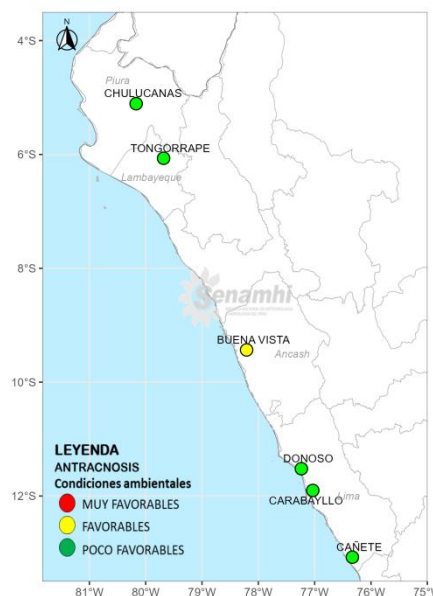 N
4°S
Piura
CHULUCANAS
TONGORRAPE
6°S
Lambayeque
8°S
Senamhi
BUENA VISTA
Ancash
10°S
LEYENDA
ANTRACNOSIS
Condiciones ambientales
MUY FAVORABLES
FAVORABLES
POCO FAVORABLES
DONOSO
12°S
CARABAYLLO
Lima
CAÑETE
81°W
80°W
79°W
78°W
77°W
76°W
75°W